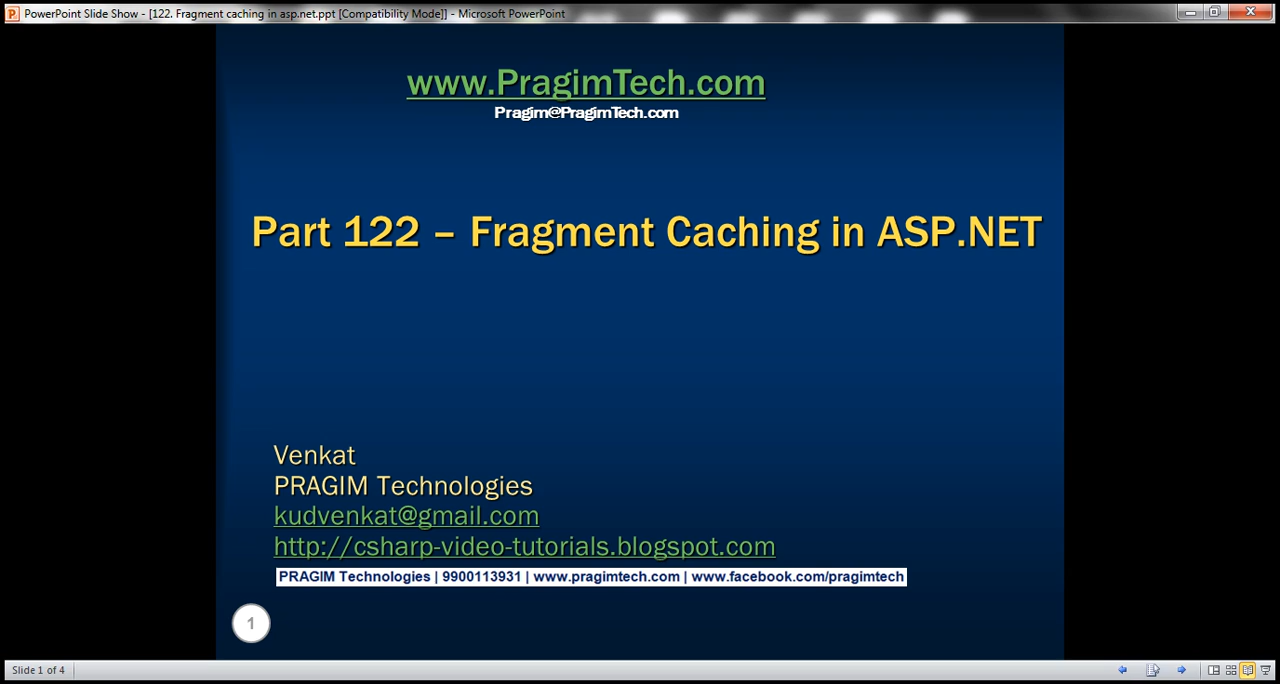 PowerPoint Slide Show - [122. Fragment caching in asp.net.ppt [Compatibility Mode]] - Microsoft PowerPoint
www.PragimTech.com
Pragim@PragimTech.com
Part 122 – Fragment Caching in ASP.NET
Venkat
PRAGIM Technologies
kudvenkat@gmail.com
http://csharp-video-tutorials.blogspot.com
PRAGIM Technologies | 9900113931 | www.pragimtech.com | www.facebook.com/pragimtech
1
Slide 1 of 4